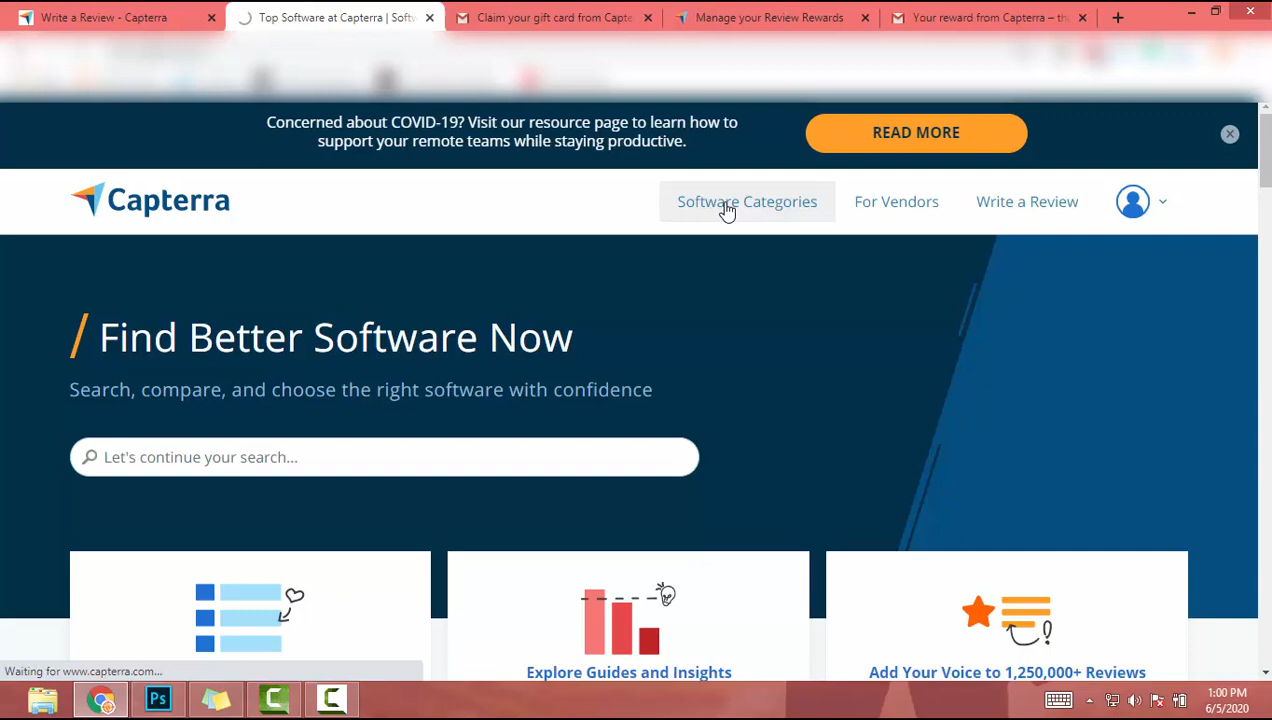 Write a Review - Capterra
Top Software at Capterra | Softw
Claim your gift card from Capte
Manage your Review Rewards
Your reward from Capterra – th
Concerned about COVID-19? Visit our resource page to learn how to
support your remote teams while staying productive.
READ MORE
Capterra
Software Categories
For Vendors
Write a Review
Find Better Software Now
Search, compare, and choose the right software with confidence
Let's continue your search...
Explore Guides and Insights
Add Your Voice to 1,250,000+ Reviews
Waiting for www.capterra.com...
Ps
1:00 PM
6/5/2020